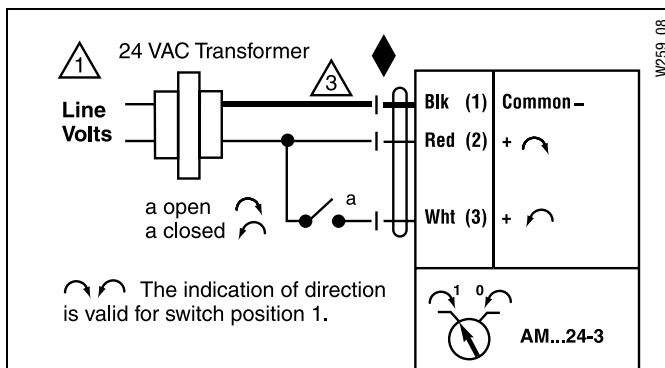 W259_08
1
24 VAC Transformer
3
Line
Volts
Blk (1) Common –
Red (2) +
a
a open
a closed
Wht (3) +
The indication of direction
is valid for switch position 1.
1 0
AM...24-3